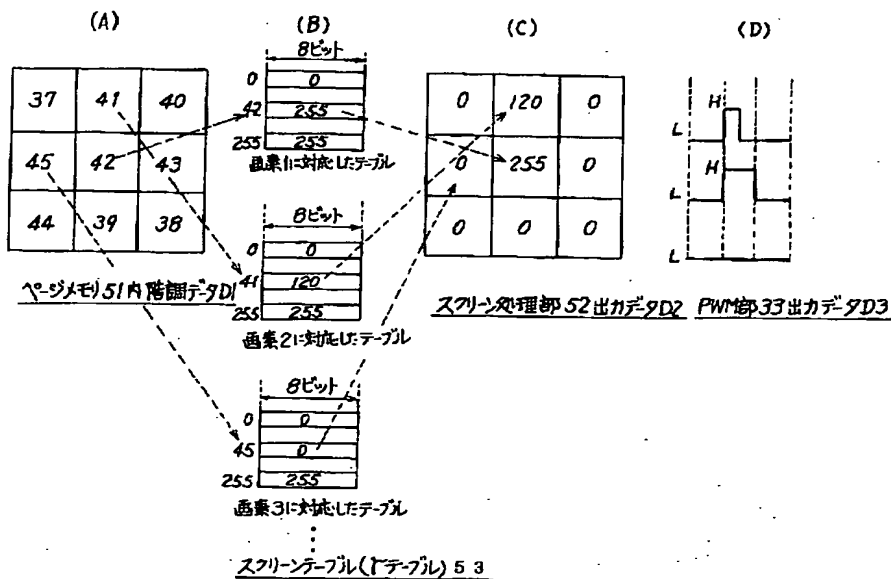 (A) (B) (C) (D)
37 41 40
45 42 43
44 39 38
ページメモリ51内階調データD1
8ビット
0 0
42 255
255 255
画素1に対応したテーブル
8ビット
0 0
41 120
255 255
画素2に対応したテーブル
8ビット
0 0
45 0
255 255
画素3に対応したテーブル
スクリーンテーブル(γテーブル)53
0 120 0
0 255 0
0 0 0
スクリーン処理部52出力データD2
H
L
H
L
L
PWM部33出力データD3